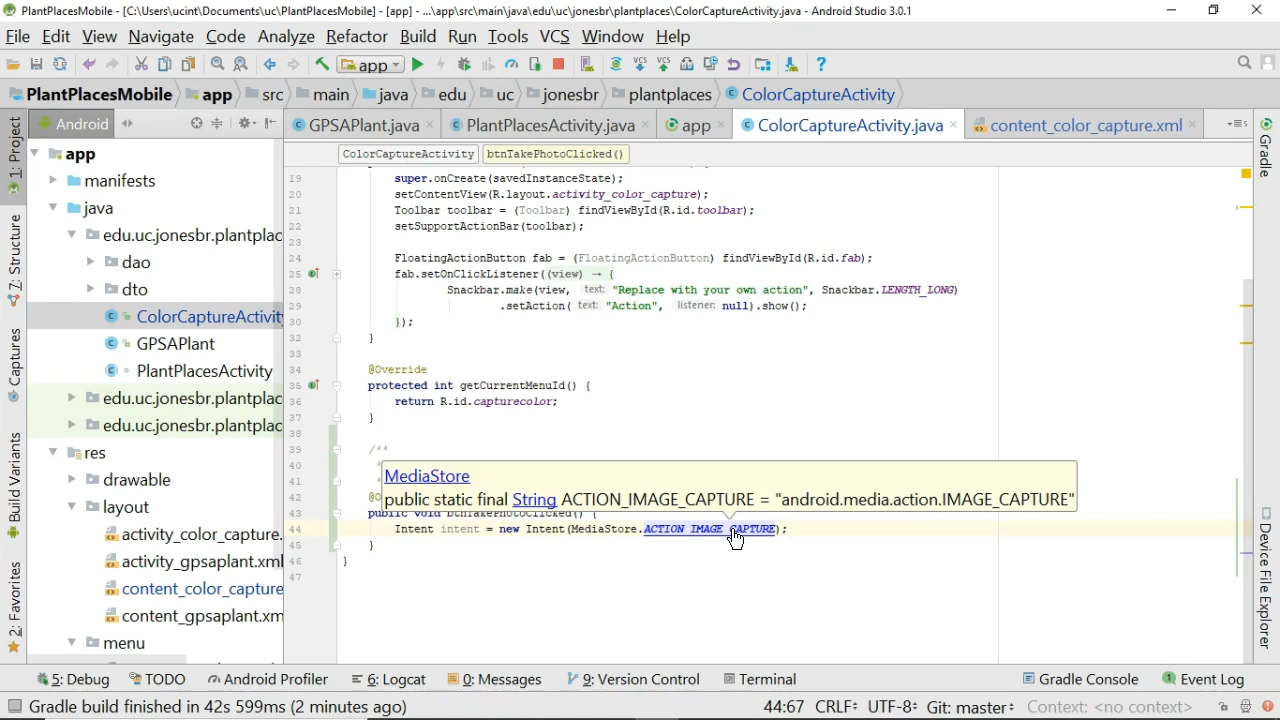 PlantPlacesMobile - [C:\Users\ucint\Documents\uc\PlantPlacesMobile] - [app] - ...\app\src\main\java\edu\uc\jonesbr\plantplaces\ColorCaptureActivity.java - Android Studio 3.0.1
File Edit View Navigate Code Analyze Refactor Build Run Tools VCS Window Help
app
PlantPlacesMobile app src main java edu uc jonesbr plantplaces ColorCaptureActivity
Android
GPSAPlant.java PlantPlacesActivity.java app ColorCaptureActivity.java content_color_capture.xml
ColorCaptureActivity btnTakePhotoClicked()
1: Project
Z: Structure
Captures
Build Variants
2: Favorites
app
manifests
java
edu.uc.jonesbr.plantplac
dao
dto
ColorCaptureActivit
GPSAPlant
PlantPlacesActivity
edu.uc.jonesbr.plantplac
edu.uc.jonesbr.plantplac
res
drawable
layout
activity_color_capture.
activity_gpsaplant.xml
content_color_capture
content_gpsaplant.xm
menu
19 super.onCreate(savedInstanceState);
20 setContentView(R.layout.activity_color_capture);
21 Toolbar toolbar = (Toolbar) findViewById(R.id.toolbar);
22 setSupportActionBar(toolbar);
23
24 FloatingActionButton fab = (FloatingActionButton) findViewById(R.id.fab);
25 fab.setOnClickListener((view) → {
28 Snackbar.make(view, text: "Replace with your own action", Snackbar.LENGTH_LONG)
29 .setAction( text: "Action", listener: null).show();
30 });
32 }
33
34 @Override
35 protected int getCurrentMenuId() {
36 return R.id.capturecolor;
37 }
38
39 /**
40
41
42 @O
43 public void btnTakePhotoClicked() {
44 Intent intent = new Intent(MediaStore.ACTION_IMAGE_CAPTURE);
45 }
46 }
47
MediaStore
public static final String ACTION_IMAGE_CAPTURE = "android.media.action.IMAGE_CAPTURE"
Gradle
Device File Explorer
5: Debug TODO Android Profiler 6: Logcat 0: Messages 9: Version Control Terminal Gradle Console 1 Event Log
Gradle build finished in 42s 599ms (2 minutes ago) 44:67 CRLF UTF-8 Git: master Context: <no context>